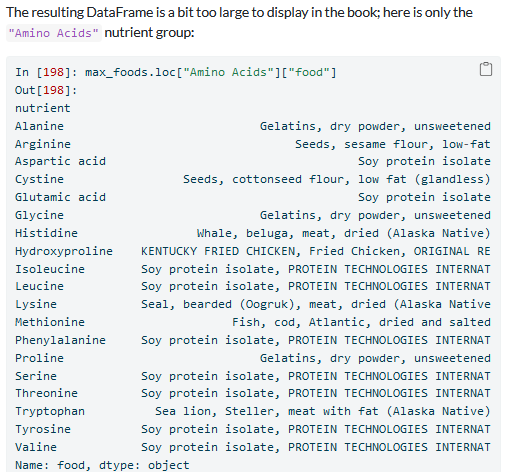 The resulting DataFrame is a bit too large to display in the book; here is only the
"Amino Acids" nutrient group:
In [198]: max_foods.loc["Amino Acids"]["food"]
Out[198]:
nutrient
Alanine Gelatins, dry powder, unsweetened
Arginine Seeds, sesame flour, low-fat
Aspartic acid Soy protein isolate
Cystine Seeds, cottonseed flour, low fat (glandless)
Glutamic acid Soy protein isolate
Glycine Gelatins, dry powder, unsweetened
Histidine Whale, beluga, meat, dried (Alaska Native)
Hydroxyproline KENTUCKY FRIED CHICKEN, Fried Chicken, ORIGINAL RE
Isoleucine Soy protein isolate, PROTEIN TECHNOLOGIES INTERNAT
Leucine Soy protein isolate, PROTEIN TECHNOLOGIES INTERNAT
Lysine Seal, bearded (Oogruk), meat, dried (Alaska Native
Methionine Fish, cod, Atlantic, dried and salted
Phenylalanine Soy protein isolate, PROTEIN TECHNOLOGIES INTERNAT
Proline Gelatins, dry powder, unsweetened
Serine Soy protein isolate, PROTEIN TECHNOLOGIES INTERNAT
Threonine Soy protein isolate, PROTEIN TECHNOLOGIES INTERNAT
Tryptophan Sea lion, Steller, meat with fat (Alaska Native)
Tyrosine Soy protein isolate, PROTEIN TECHNOLOGIES INTERNAT
Valine Soy protein isolate, PROTEIN TECHNOLOGIES INTERNAT
Name: food, dtype: object